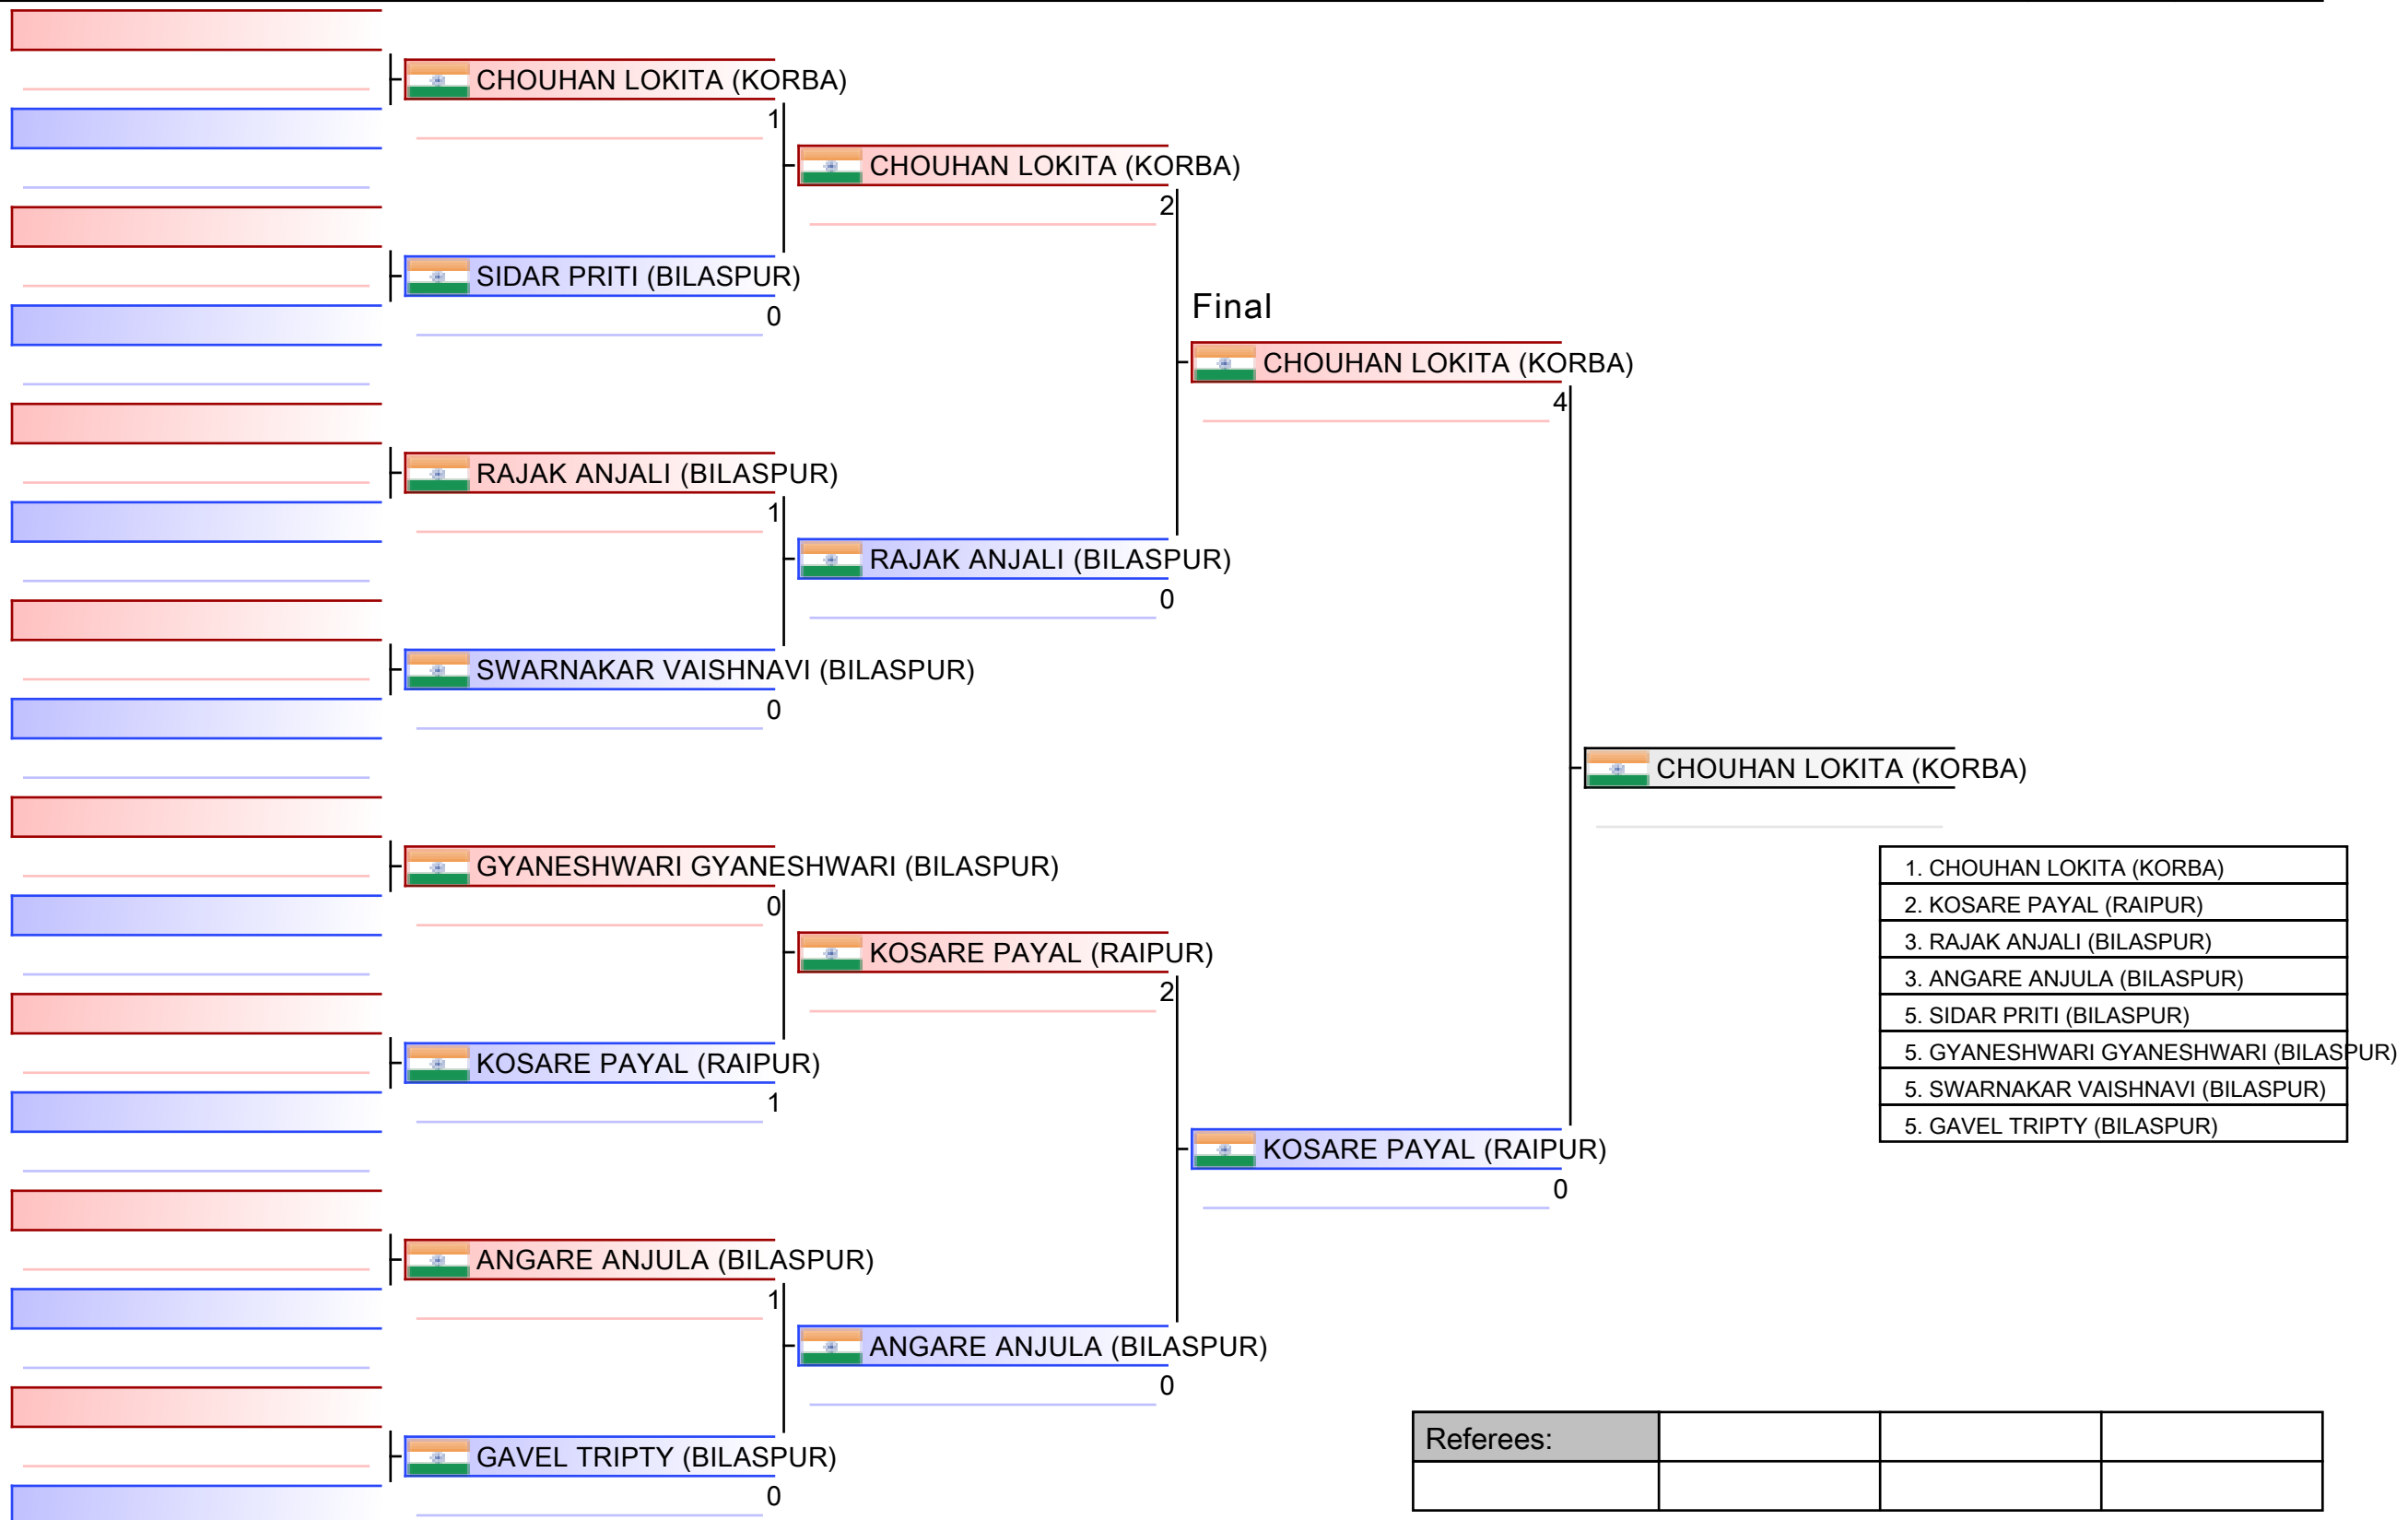 CHOUHAN LOKITA (KORBA)
1
SIDAR PRITI (BILASPUR)
0
RAJAK ANJALI (BILASPUR)
1
SWARNAKAR VAISHNAVI (BILASPUR)
0
GYANESHWARI GYANESHWARI (BILASPUR)
0
KOSARE PAYAL (RAIPUR)
1
ANGARE ANJULA (BILASPUR)
1
GAVEL TRIPTY (BILASPUR)
0
CHOUHAN LOKITA (KORBA)
2
RAJAK ANJALI (BILASPUR)
0
KOSARE PAYAL (RAIPUR)
2
ANGARE ANJULA (BILASPUR)
0
Final
CHOUHAN LOKITA (KORBA)
4
KOSARE PAYAL (RAIPUR)
0
CHOUHAN LOKITA (KORBA)
1. CHOUHAN LOKITA (KORBA)
2. KOSARE PAYAL (RAIPUR)
3. RAJAK ANJALI (BILASPUR)
3. ANGARE ANJULA (BILASPUR)
5. SIDAR PRITI (BILASPUR)
5. GYANESHWARI GYANESHWARI (BILASPUR)
5. SWARNAKAR VAISHNAVI (BILASPUR)
5. GAVEL TRIPTY (BILASPUR)
Referees: